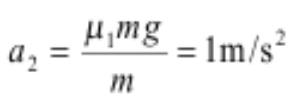 a₂ = μ₁mg / m = 1m/s²